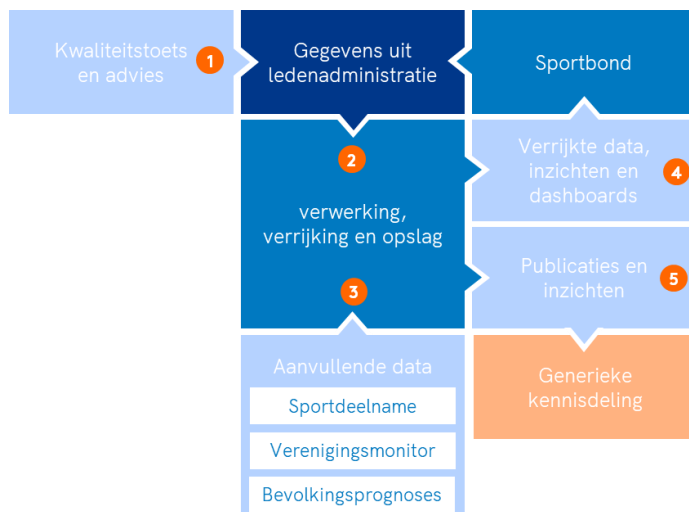 Kwaliteitstoets
en advies
1
Gegevens uit
ledenadministratie
Sportbond
2
verwerking,
verrijking en opslag
3
Verrijkte data,
inzichten en
dashboards
4
Publicaties en
inzichten
5
Aanvullende data
Sportdeelname
Verenigingsmonitor
Bevolkingsprognoses
Generieke
kennisdeling